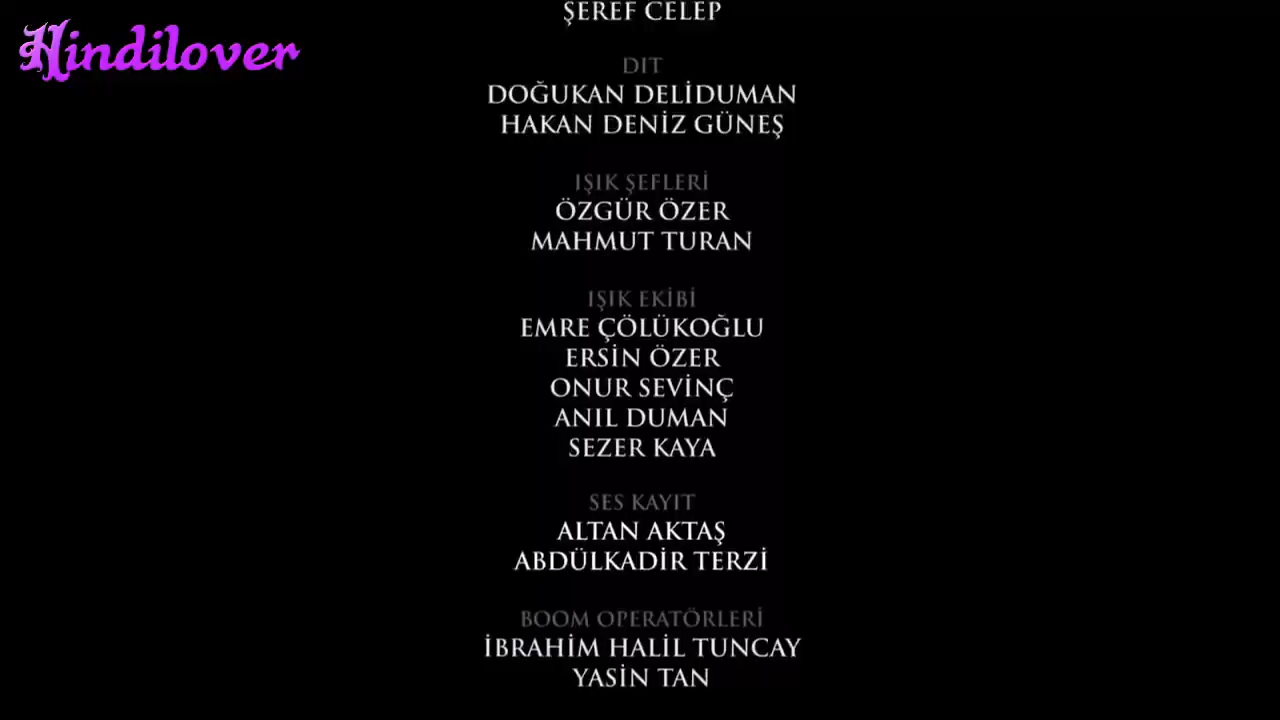 ŞEREF CELEP
Hindilover
DIT
DOĞUKAN DELİDUMAN
HAKAN DENİZ GÜNEŞ
IŞIK ŞEFLERİ
ÖZGÜR ÖZER
MAHMUT TURAN
IŞIK EKİBİ
EMRE ÇÖLÜKOĞLU
ERSİN ÖZER
ONUR SEVİNÇ
ANIL DUMAN
SEZER KAYA
SES KAYIT
ALTAN AKTAŞ
ABDÜLKADİR TERZİ
BOOM OPERATÖRLERİ
İBRAHİM HALİL TUNCAY
YASİN TAN